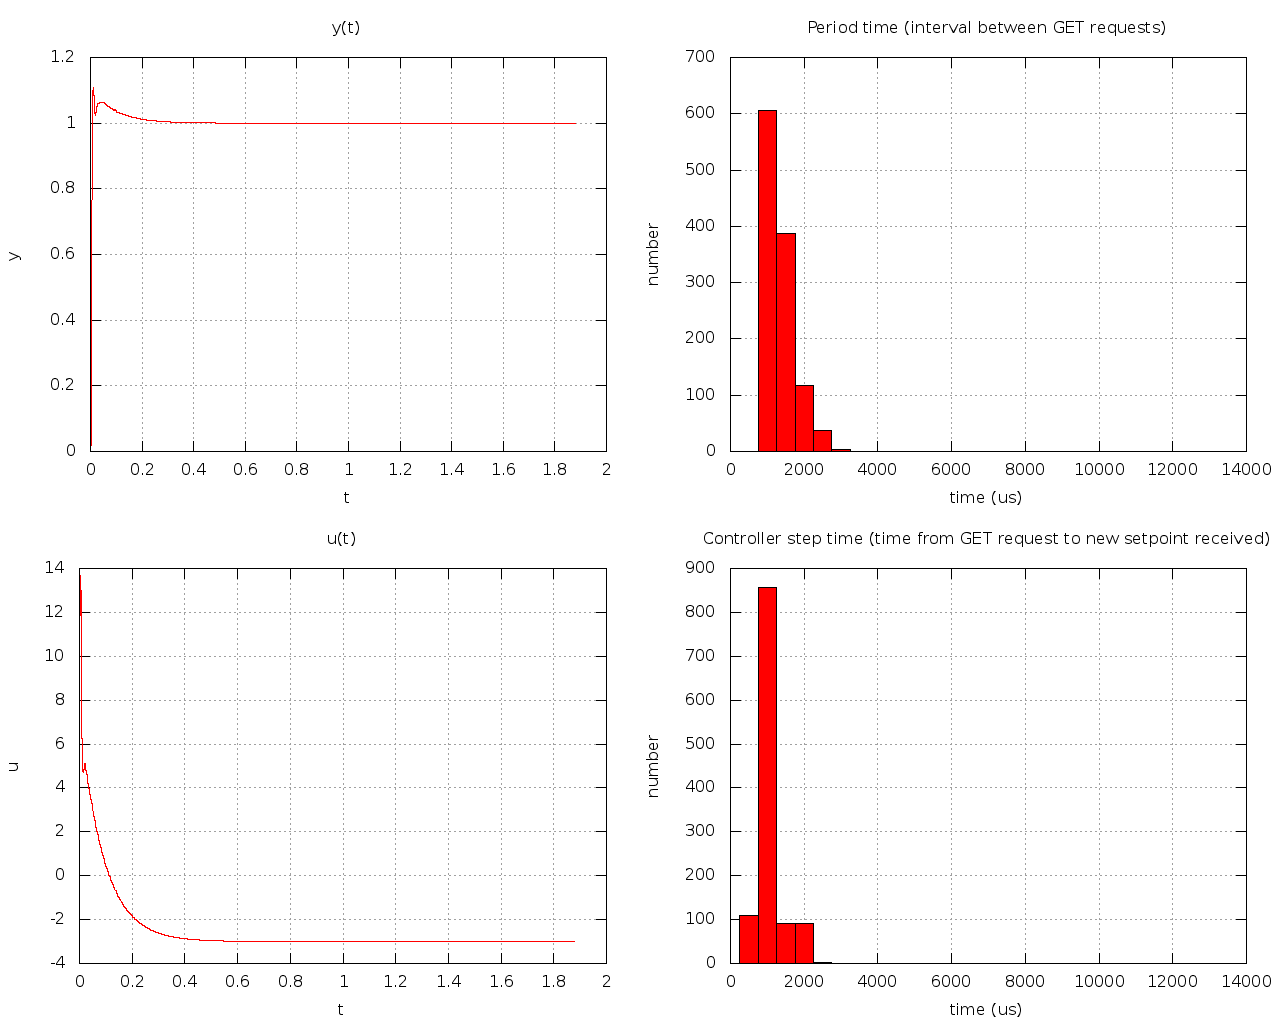 y(t)
1.2
1
0.8
0.6
0.4
0.2
0
y
0 0.2 0.4 0.6 0.8 1 1.2 1.4 1.6 1.8 2
t
Period time (interval between GET requests)
700
600
500
400
300
200
100
0
number
0 2000 4000 6000 8000 10000 12000 14000
time (us)
u(t)
14
12
10
8
6
4
2
0
-2
-4
u
0 0.2 0.4 0.6 0.8 1 1.2 1.4 1.6 1.8 2
t
Controller step time (time from GET request to new setpoint received)
900
800
700
600
500
400
300
200
100
0
number
0 2000 4000 6000 8000 10000 12000 14000
time (us)